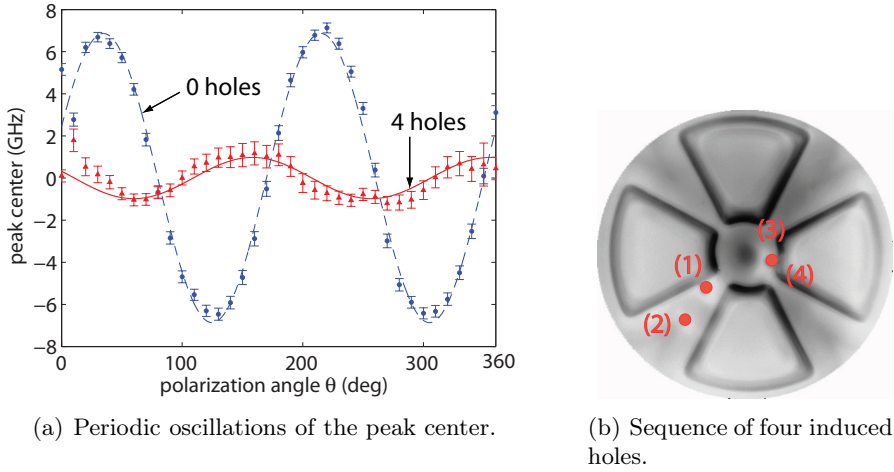 8
6
4
2
0
−2
−4
−6
−8
peak center (GHz)
0 holes
4 holes
0
100
200
300
360
polarization angle θ (deg)
(1)
(2)
(3)
(4)
(a) Periodic oscillations of the peak center.
(b) Sequence of four induced
holes.